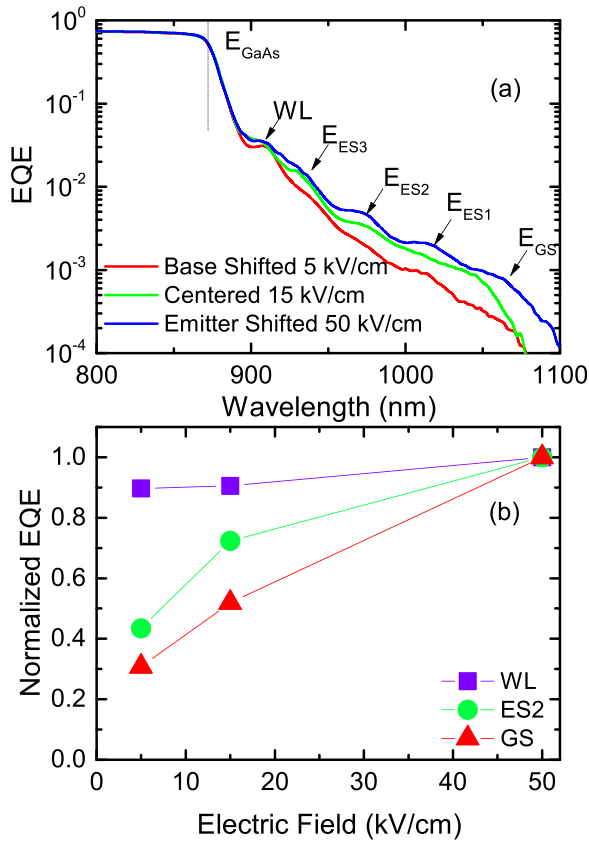 10⁰
10⁻¹
10⁻²
10⁻³
10⁻⁴
EQE
E_GaAs
(a)
WL
E_ES3
E_ES2
E_ES1
E_GS
Base Shifted 5 kV/cm
Centered 15 kV/cm
Emitter Shifted 50 kV/cm
800 900 1000 1100
Wavelength (nm)
1.0
0.8
0.6
0.4
0.2
0.0
Normalized EQE
(b)
WL
ES2
GS
0 10 20 30 40 50
Electric Field (kV/cm)